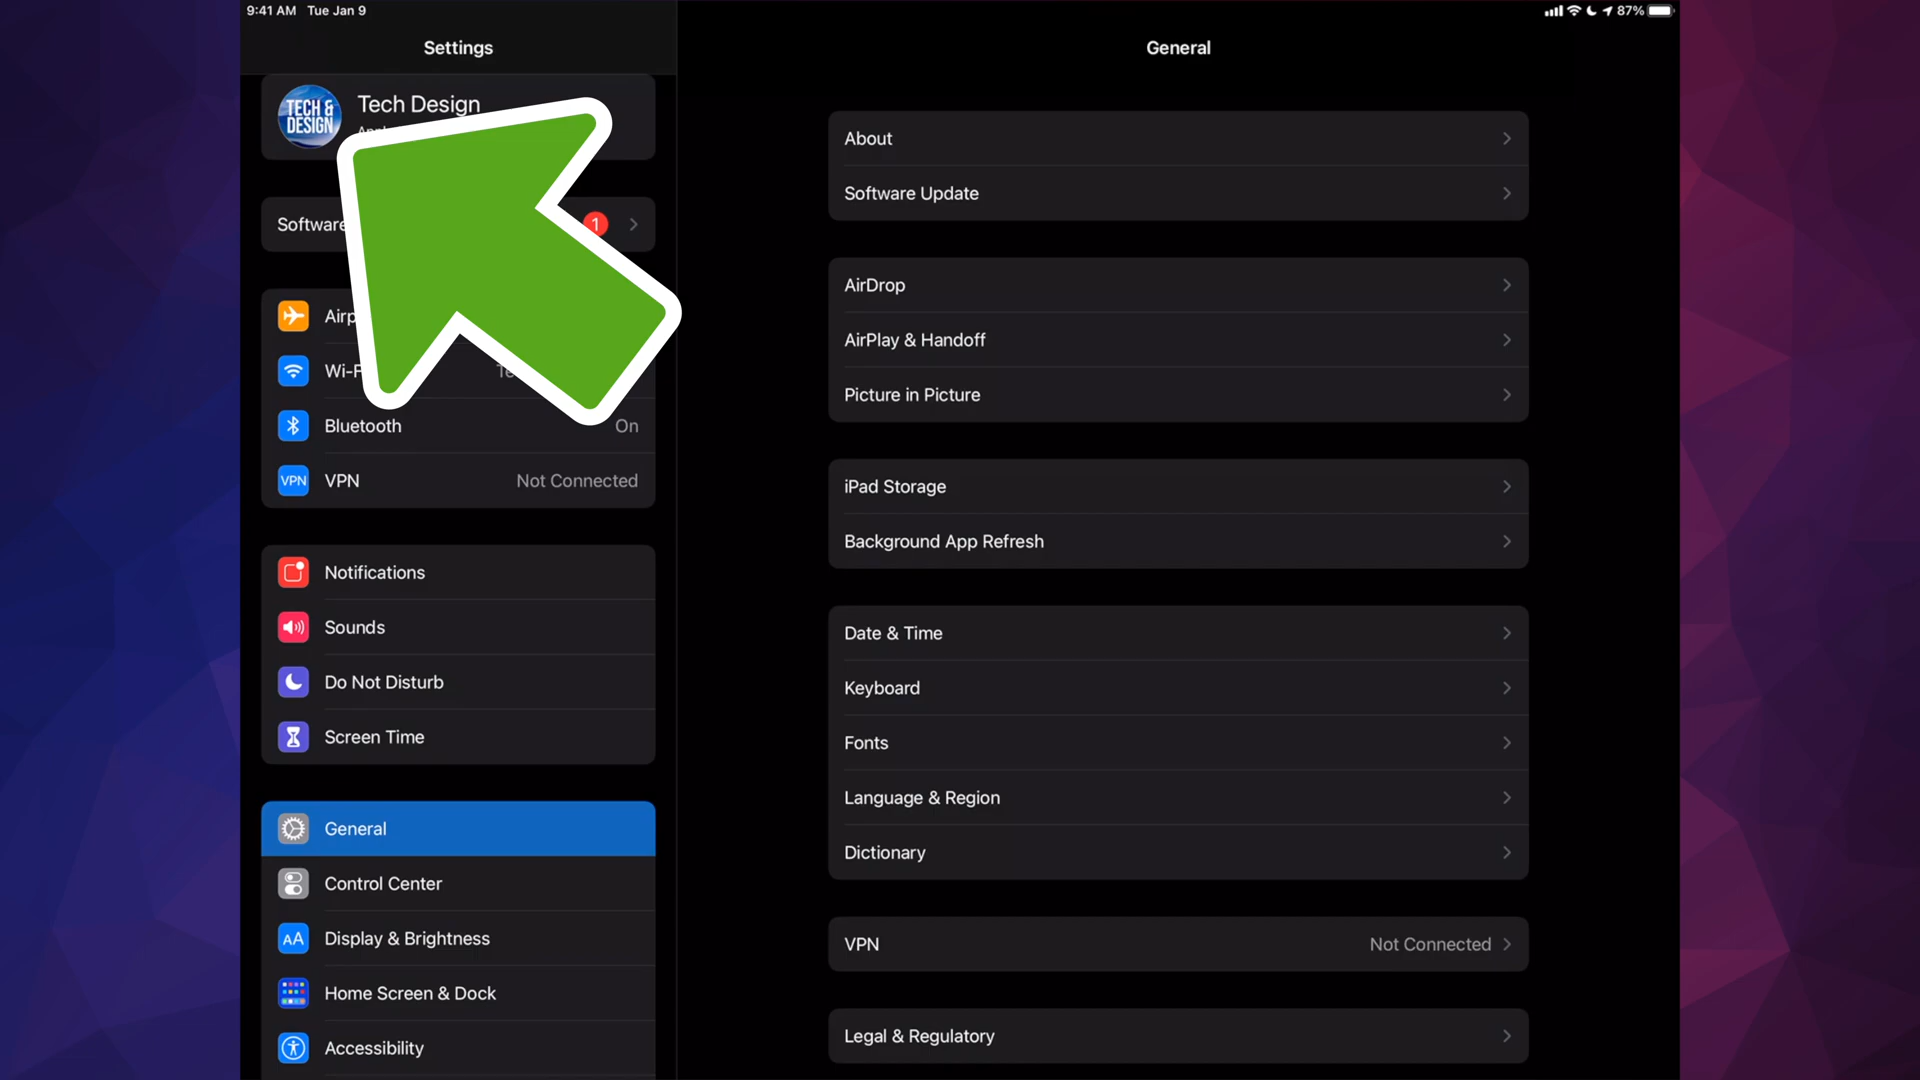 9:41 AM Tue Jan 9
87%
Settings
General
TECH &
DESIGN
Tech Design
Software
1
Bluetooth On
VPN VPN Not Connected
Notifications
Sounds
Do Not Disturb
Screen Time
General
Control Center
AA Display & Brightness
Home Screen & Dock
Accessibility
About
Software Update
AirDrop
AirPlay & Handoff
Picture in Picture
iPad Storage
Background App Refresh
Date & Time
Keyboard
Fonts
Language & Region
Dictionary
VPN Not Connected
Legal & Regulatory